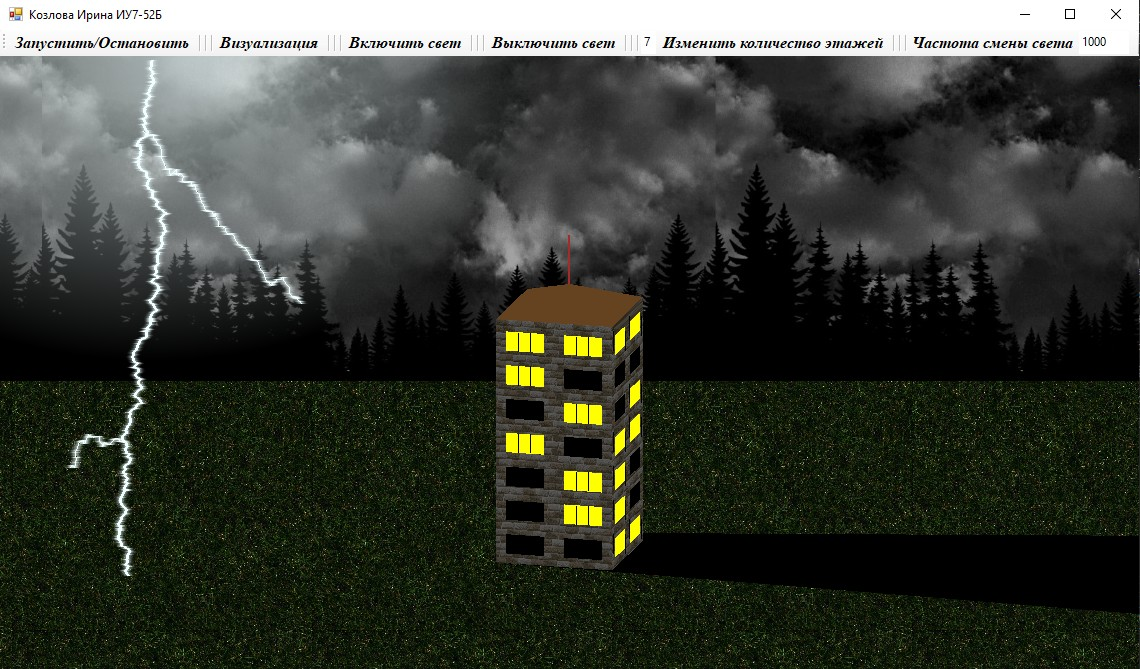 Козлова Ирина ИУ7-52Б
Запустить/Остановить Визуализация Включить свет Выключить свет 7 Изменить количество этажей Частота смены света 1000